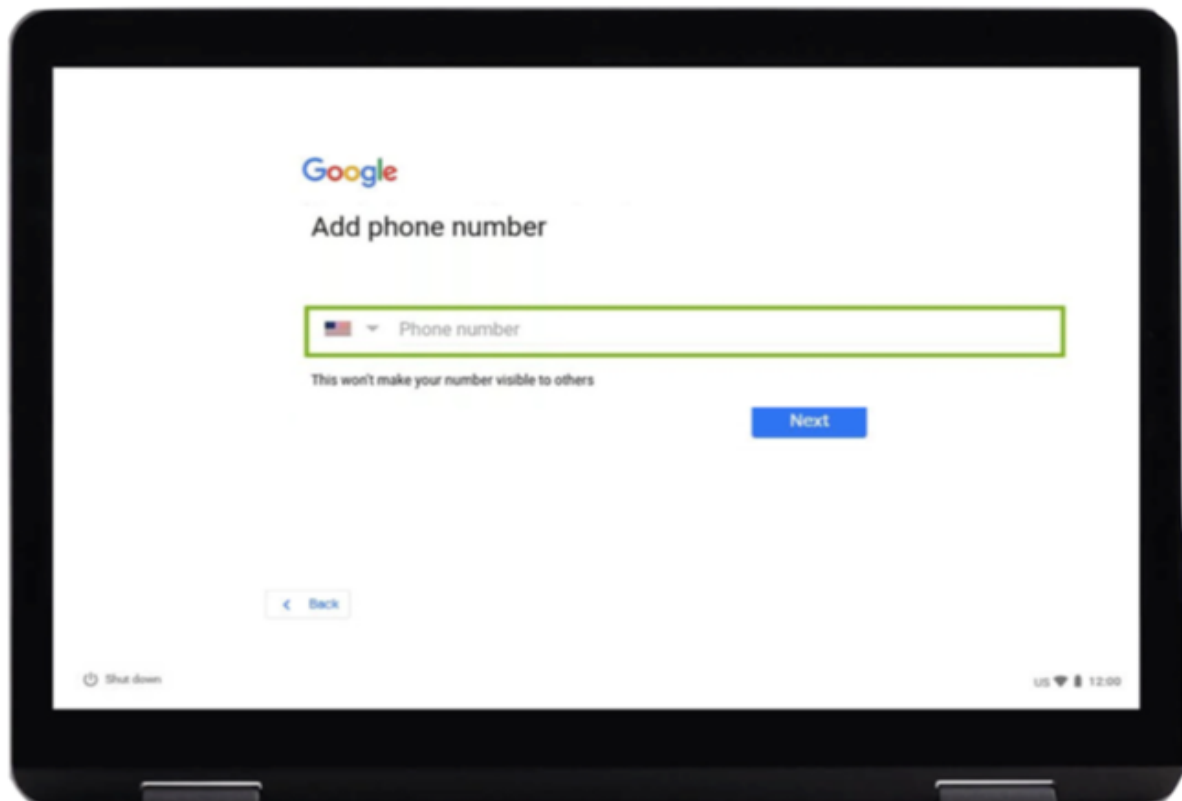 Google
Add phone number
Phone number
This won't make your number visible to others
Next
Back
Shut down
US 12:00